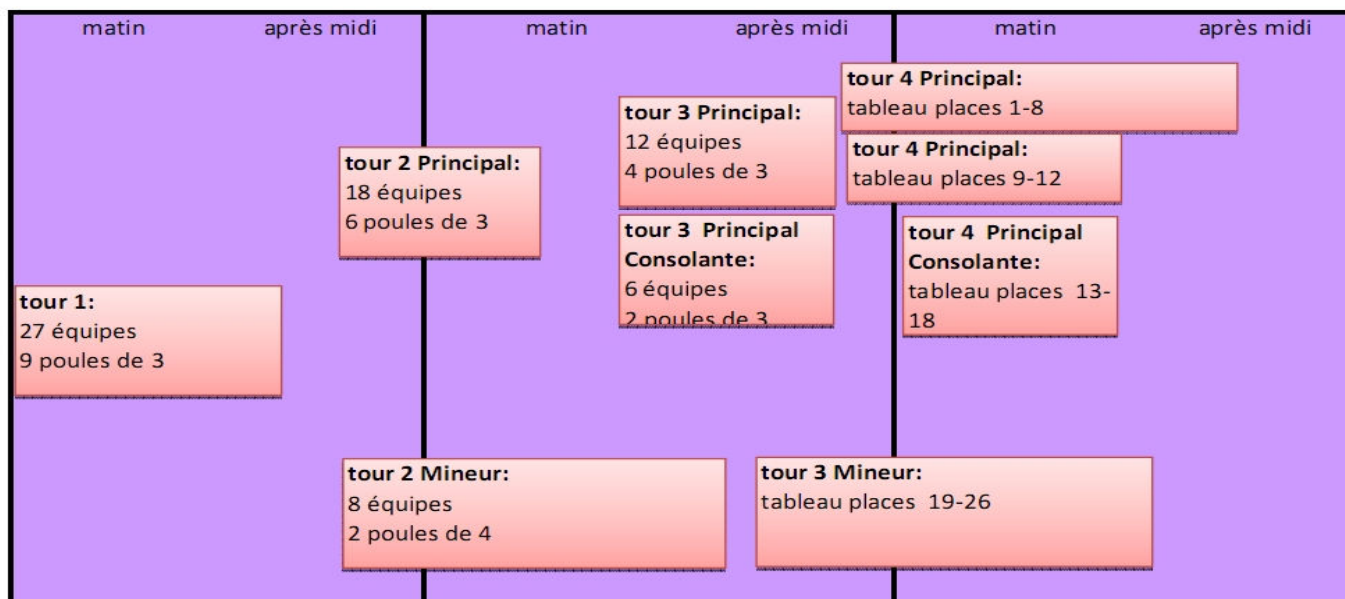 matin après midi matin après midi matin après midi
tour 4 Principal:
tableau places 1-8
tour 3 Principal:
12 équipes
4 poules de 3
tour 4 Principal:
tableau places 9-12
tour 2 Principal:
18 équipes
6 poules de 3
tour 3 Principal
Consolante:
6 équipes
2 poules de 3
tour 4 Principal
Consolante:
tableau places 13-
18
tour 1:
27 équipes
9 poules de 3
tour 2 Mineur:
8 équipes
2 poules de 4
tour 3 Mineur:
tableau places 19-26